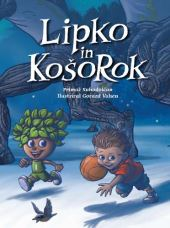 Lipko
in
KošoRok
Primož Suhodolčan
Ilustriral Gorazd Vahen